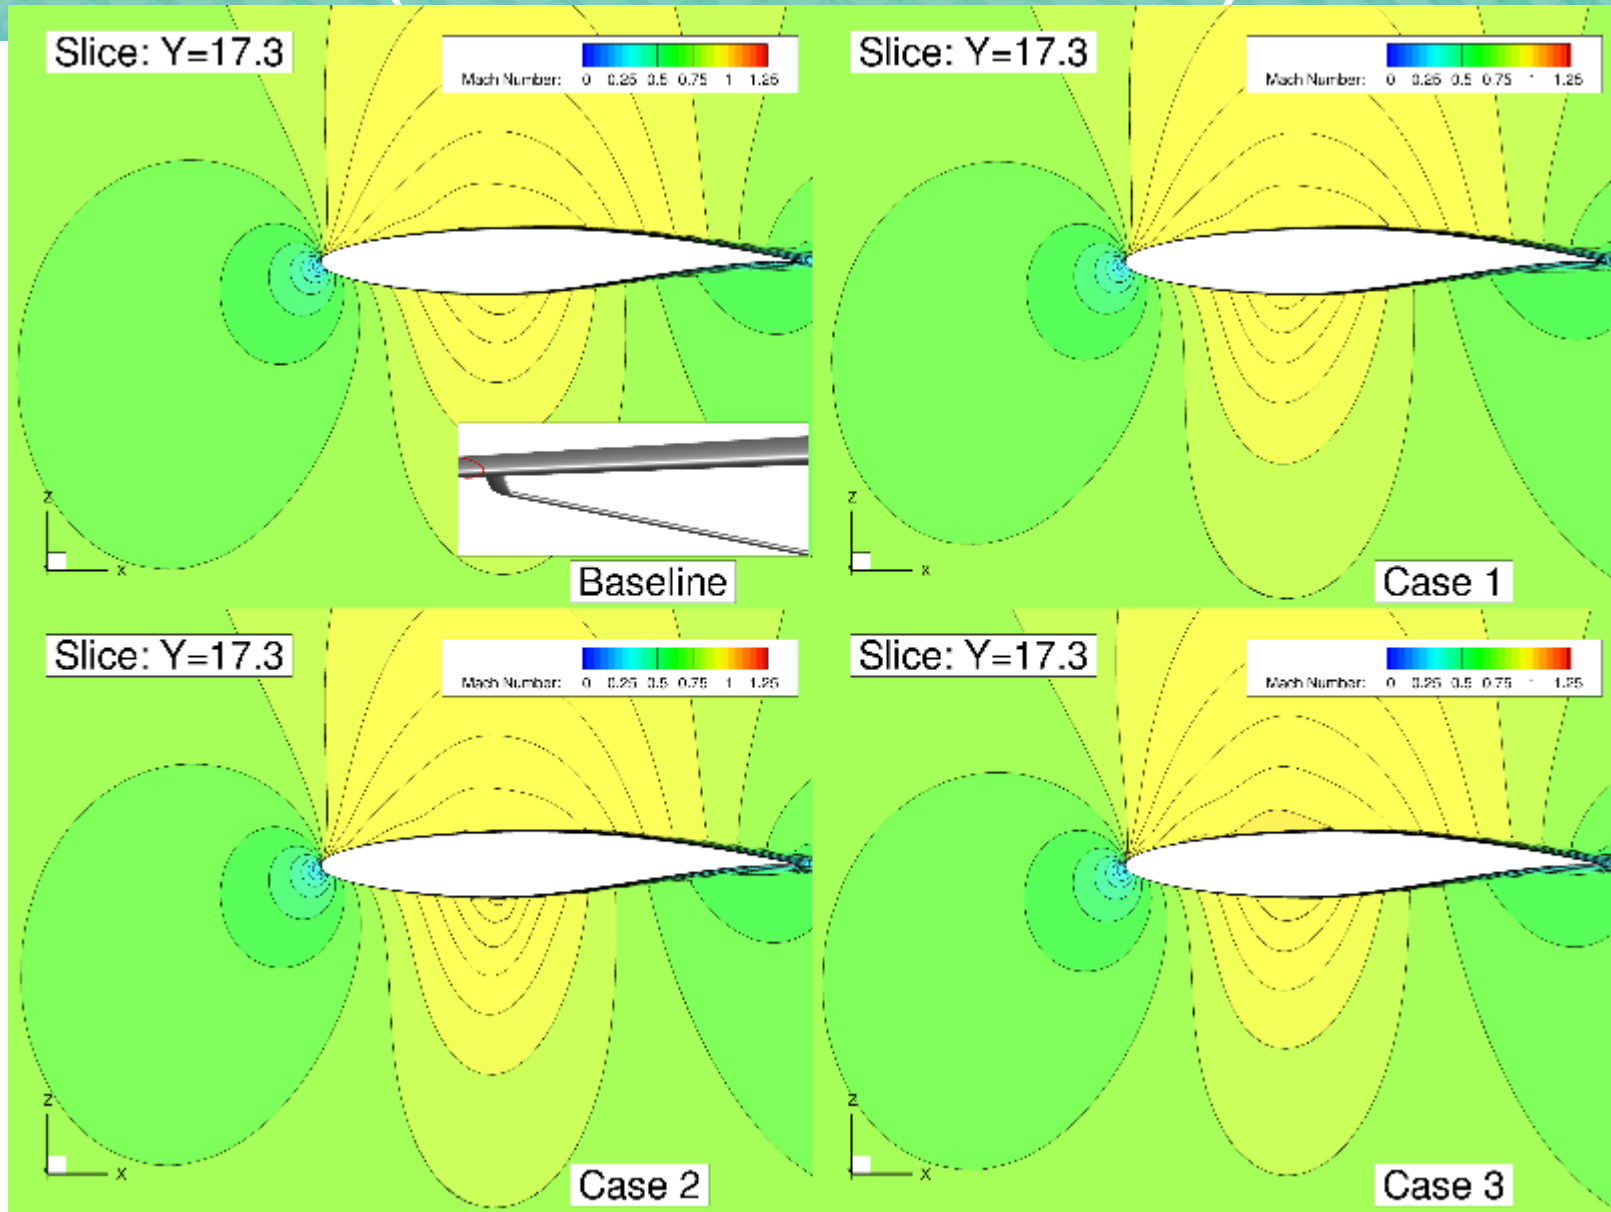 Slice: Y=17.3
Mach Number: 0 0.25 0.5 0.75 1 1.25
Z
X
Baseline
Slice: Y=17.3
Mach Number: 0 0.25 0.5 0.75 1 1.25
Z
X
Case 1
Slice: Y=17.3
Mach Number: 0 0.25 0.5 0.75 1 1.25
Z
X
Case 2
Slice: Y=17.3
Mach Number: 0 0.25 0.5 0.75 1 1.25
Z
X
Case 3